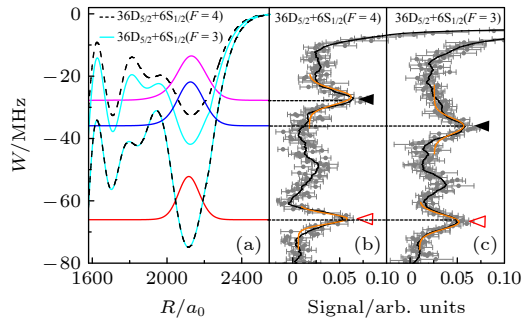 36D5/2+6S1/2(F = 4)
36D5/2+6S1/2(F = 3)
36D5/2+6S1/2(F = 4)
36D5/2+6S1/2(F = 3)
0
−20
−40
−60
−80
W/MHz
(a)
(b)
(c)
1600
2000
2400
0
0.05
0.10
0
0.05
0.10
R/a0
Signal/arb. units